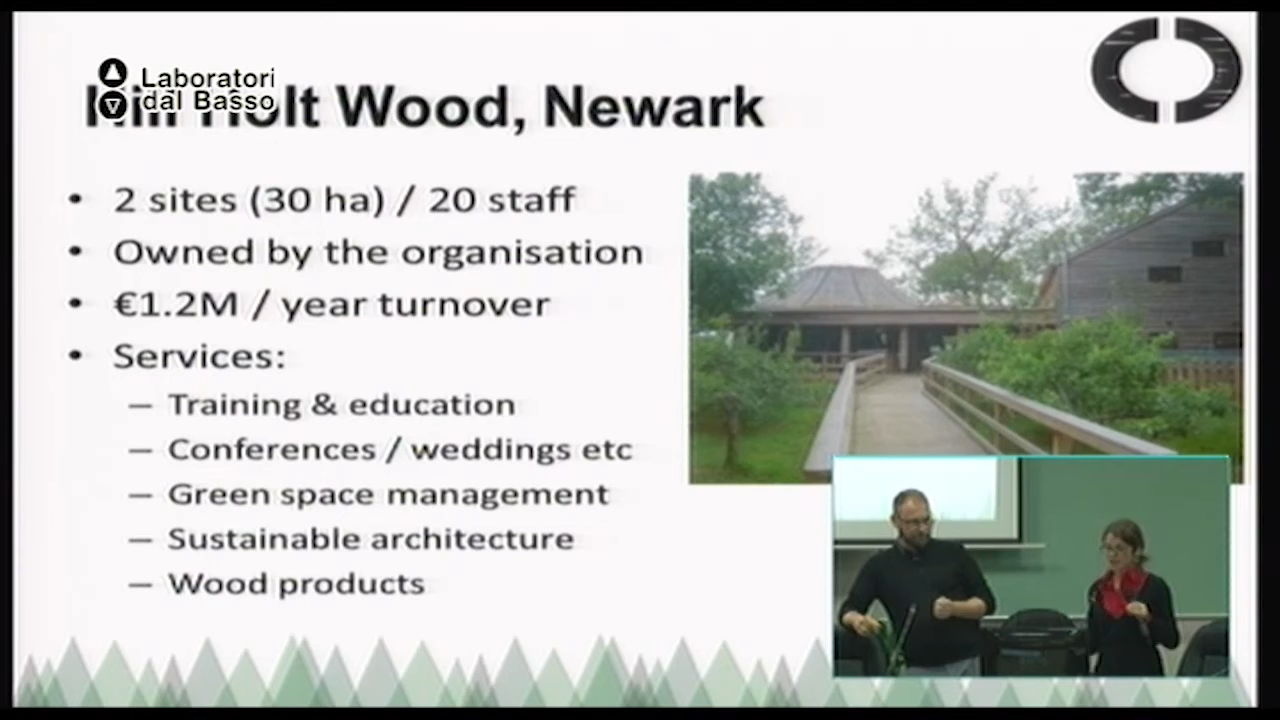 Laboratori
dal Basso
Holt Wood, Newark
• 2 sites (30 ha) / 20 staff
• Owned by the organisation
• €1.2M / year turnover
• Services:
– Training & education
– Conferences / weddings etc
– Green space management
– Sustainable architecture
– Wood products